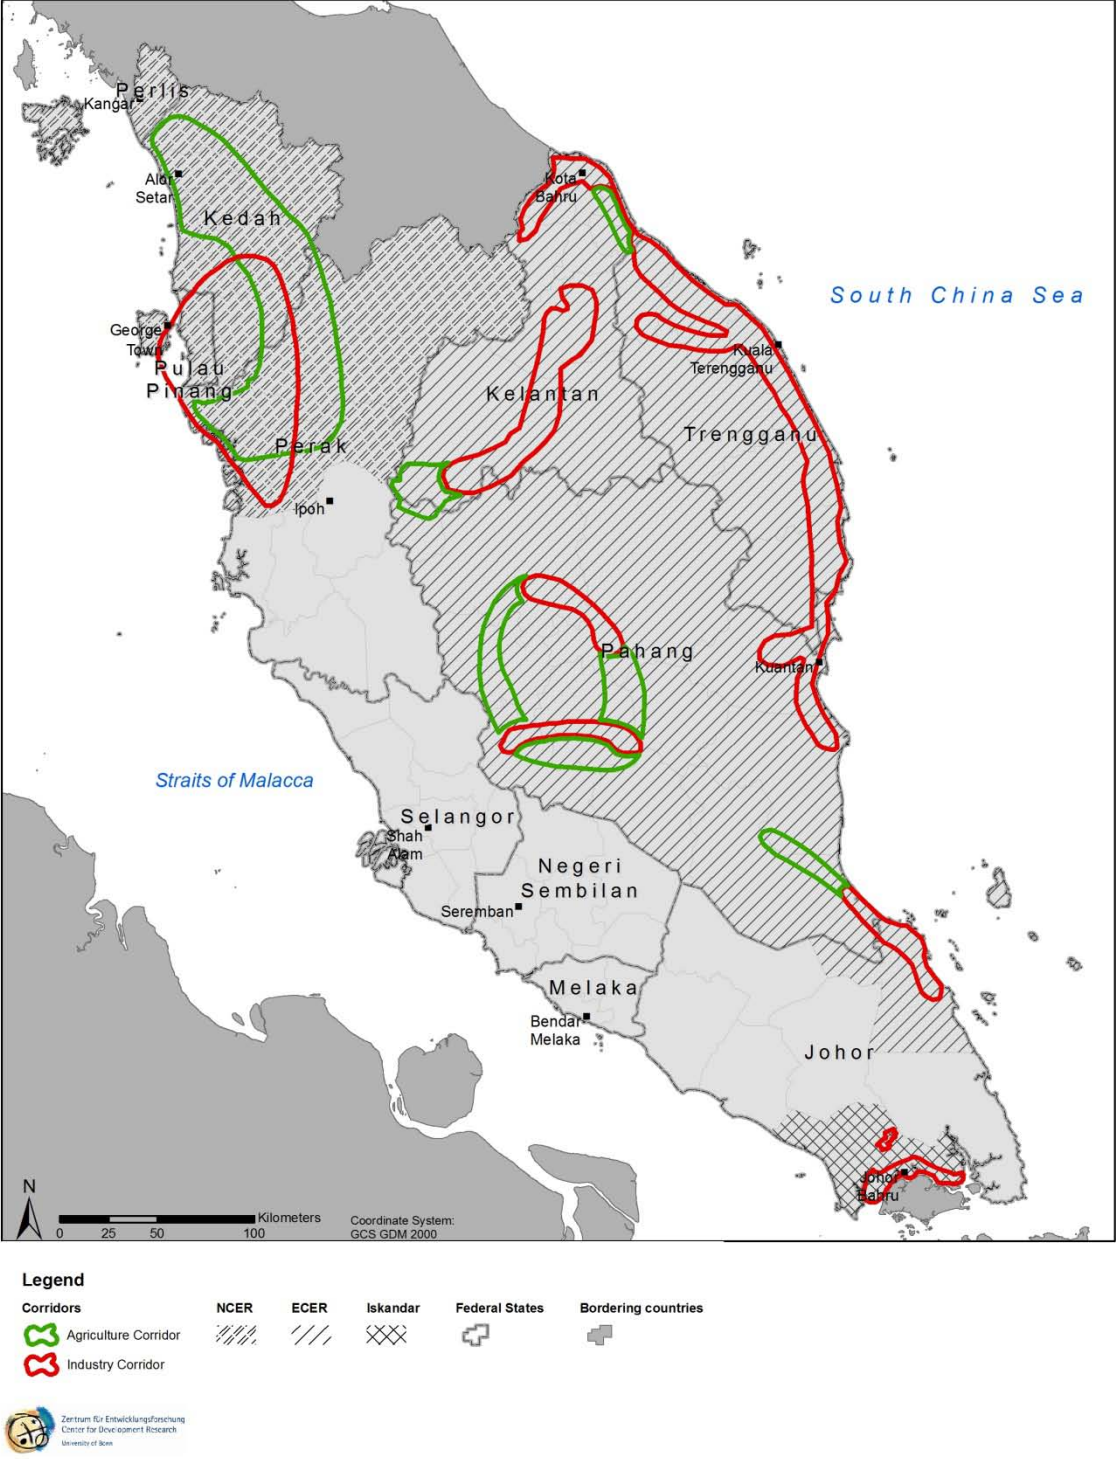 Perlis
Kangar
Alor
Setar
Kedah
Kota
Bahru
South China Sea
George
Town
Pulau
Pinang
Kuala
Terengganu
Kelantan
Trengganu
Perak
Ipoh
Pahang
Kuantan
Straits of Malacca
Selangor
Shah
Alam
Negeri
Sembilan
Seremban
Melaka
Bendar
Melaka
Johor
Johor
Bahru
N
Kilometers
0 25 50 100
Coordinate System:
GCS GDM 2000
Legend
Corridors NCER ECER Iskandar Federal States Bordering countries
Agriculture Corridor
Industry Corridor
Zentrum für Entwicklungsforschung
Center for Development Research
University of Bonn